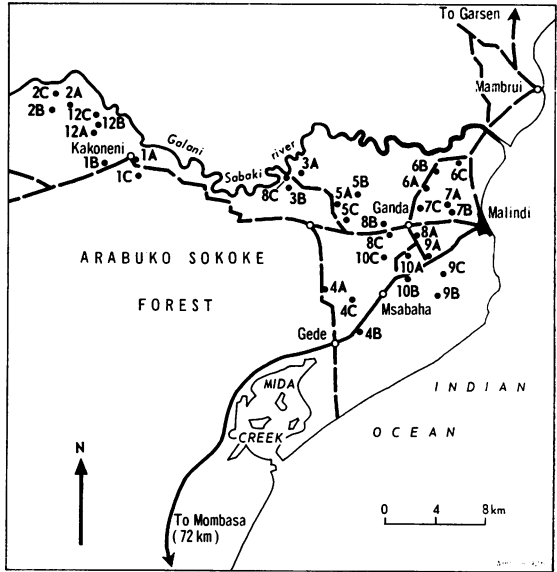 To Garsen
Mambrui
2C 2A
2B
12C
12B
12A
Kakoneni
1B
1A
1C
Galani
Sabaki
river
3A
8C
3B
5B
5A
5C
6B
6A
6C
7A
7C
7B
Ganda
Malindi
8B
8C
8A
9A
10C
10A
9C
10B
9B
ARABUKO SOKOKE
FOREST
4A
4C
Msabaha
4B
Gede
MIDA
CREEK
INDIAN
OCEAN
N
To Mombasa
(72 km)
0 4 8 km